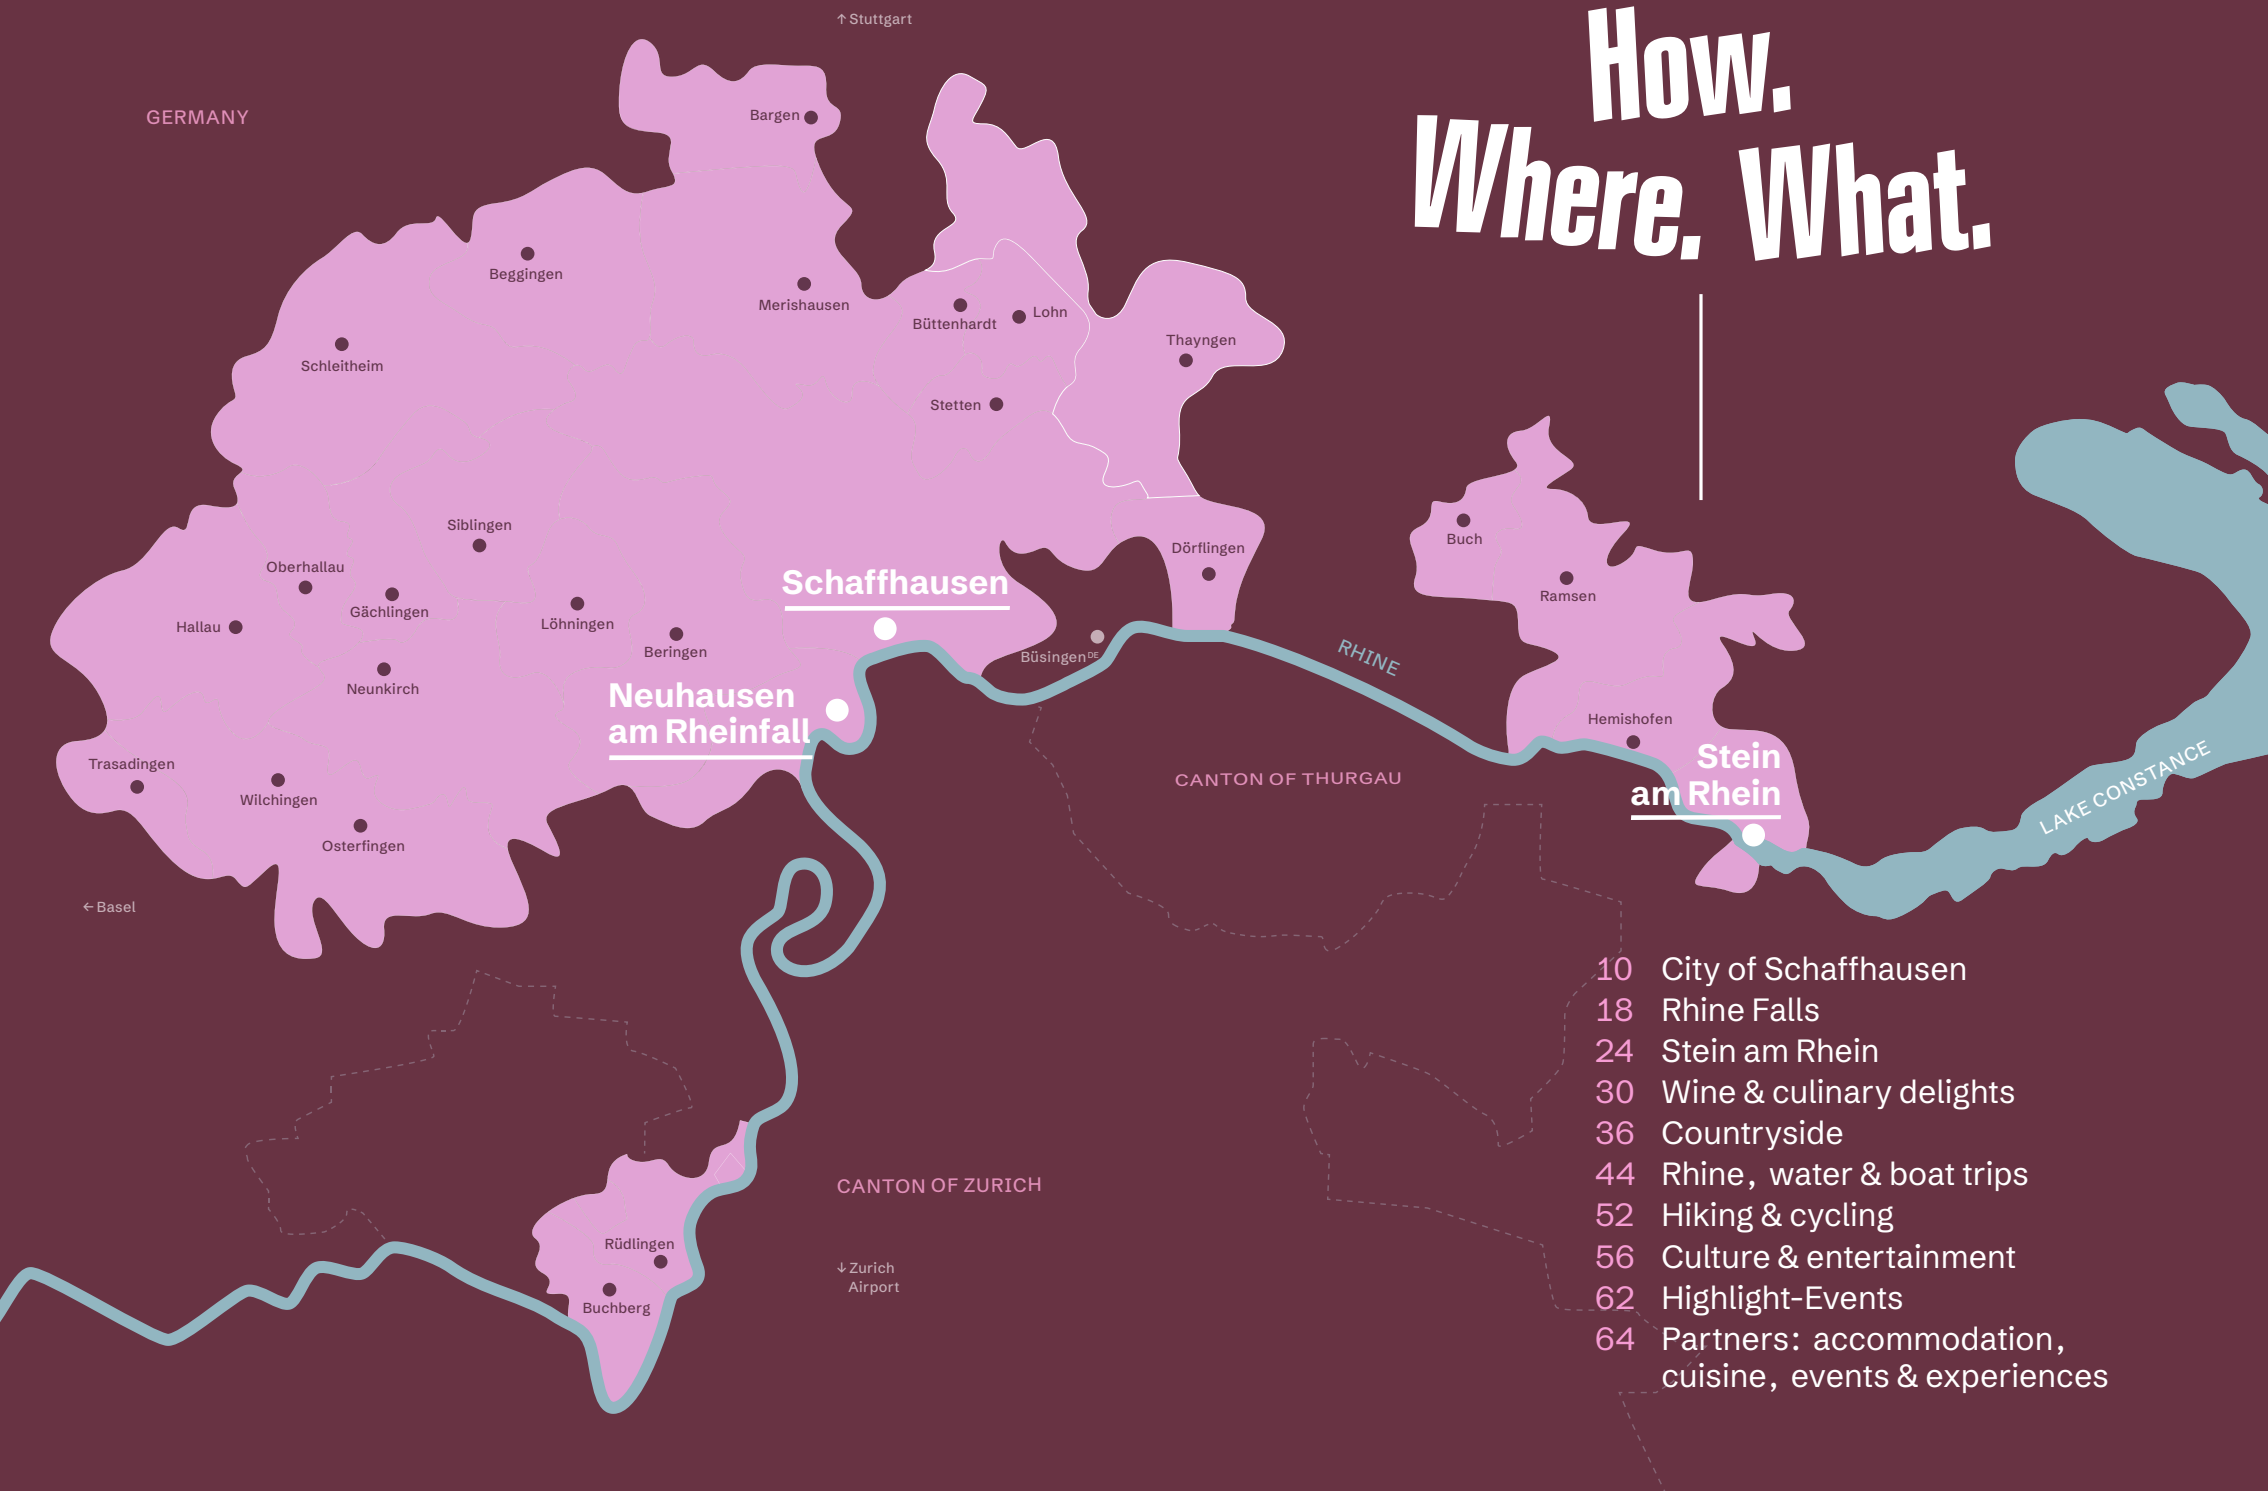 ↑ Stuttgart
How.
Where. What.
GERMANY
Bargen
Beggingen
Merishausen
Büttenhardt
Lohn
Schleitheim
Thayngen
Stetten
Siblingen
Buch
Dörflingen
Oberhallau
Gächlingen
Schaffhausen
Ramsen
Hallau
Löhningen
Beringen
Büsingen DE
RHINE
Neunkirch
Neuhausen
am Rheinfall
Hemishofen
Trasadingen
Wilchingen
CANTON OF THURGAU
Stein
am Rhein
LAKE CONSTANCE
Osterfingen
← Basel
10 City of Schaffhausen
18 Rhine Falls
24 Stein am Rhein
30 Wine & culinary delights
36 Countryside
44 Rhine, water & boat trips
52 Hiking & cycling
56 Culture & entertainment
62 Highlight-Events
64 Partners: accommodation,
cuisine, events & experiences
CANTON OF ZURICH
Rüdlingen
↓ Zurich
Airport
Buchberg